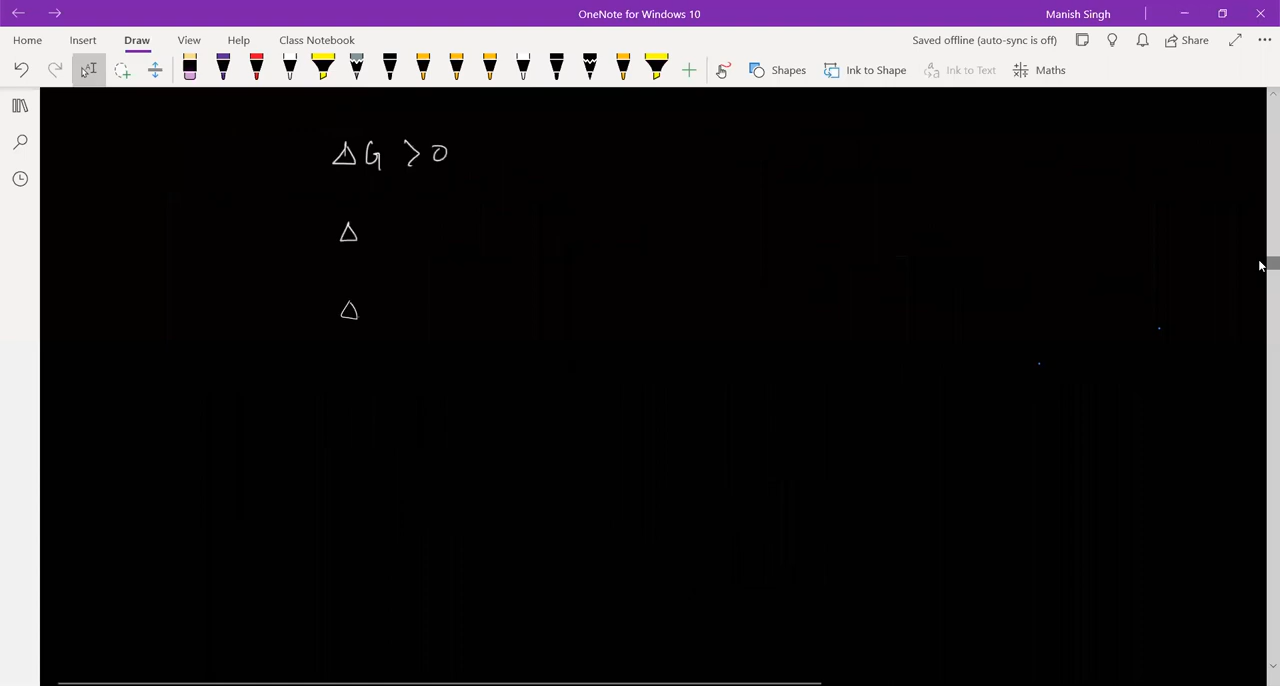 OneNote for Windows 10
Manish Singh
Home Insert Draw View Help Class Notebook
Saved offline (auto-sync is off) Share
Shapes Ink to Shape Ink to Text Maths
Δ G > 0
Δ
Δ